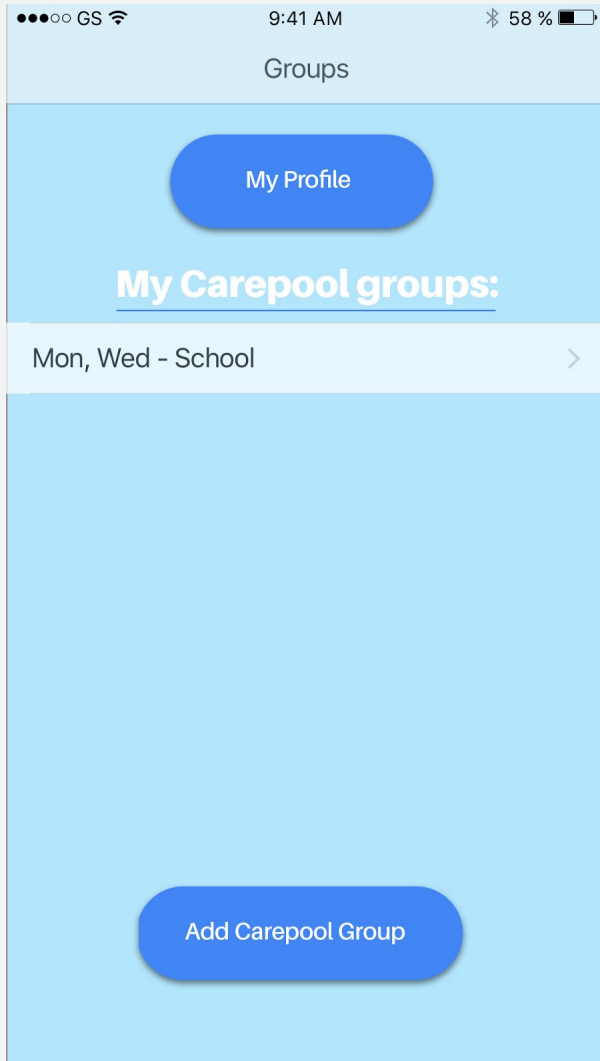 GS 9:41 AM 58 %
Groups
My Profile
My Carepool groups:
Mon, Wed - School
Add Carepool Group